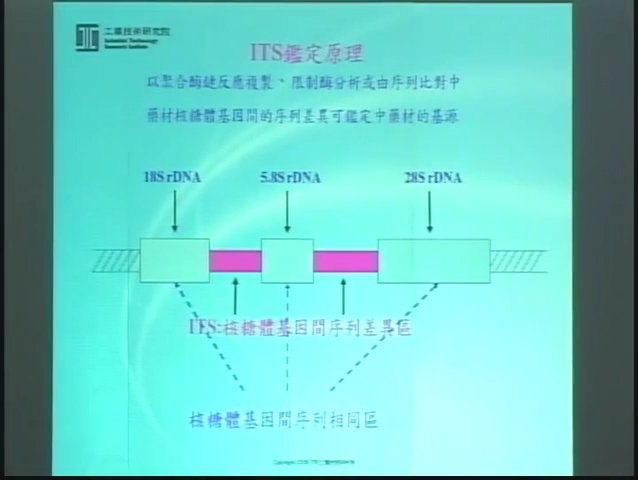 工業技術研究院
Industrial Technology
Research Institute
ITS鑑定原理
以聚合酶鏈反應複製、限制酶分析或由序列比對中
藥材核糖體基因間的序列差異可鑑定中藥材的基源
18S rDNA
5.8S rDNA
28S rDNA
ITS:核糖體基因間序列差異區
核糖體基因間序列相同區